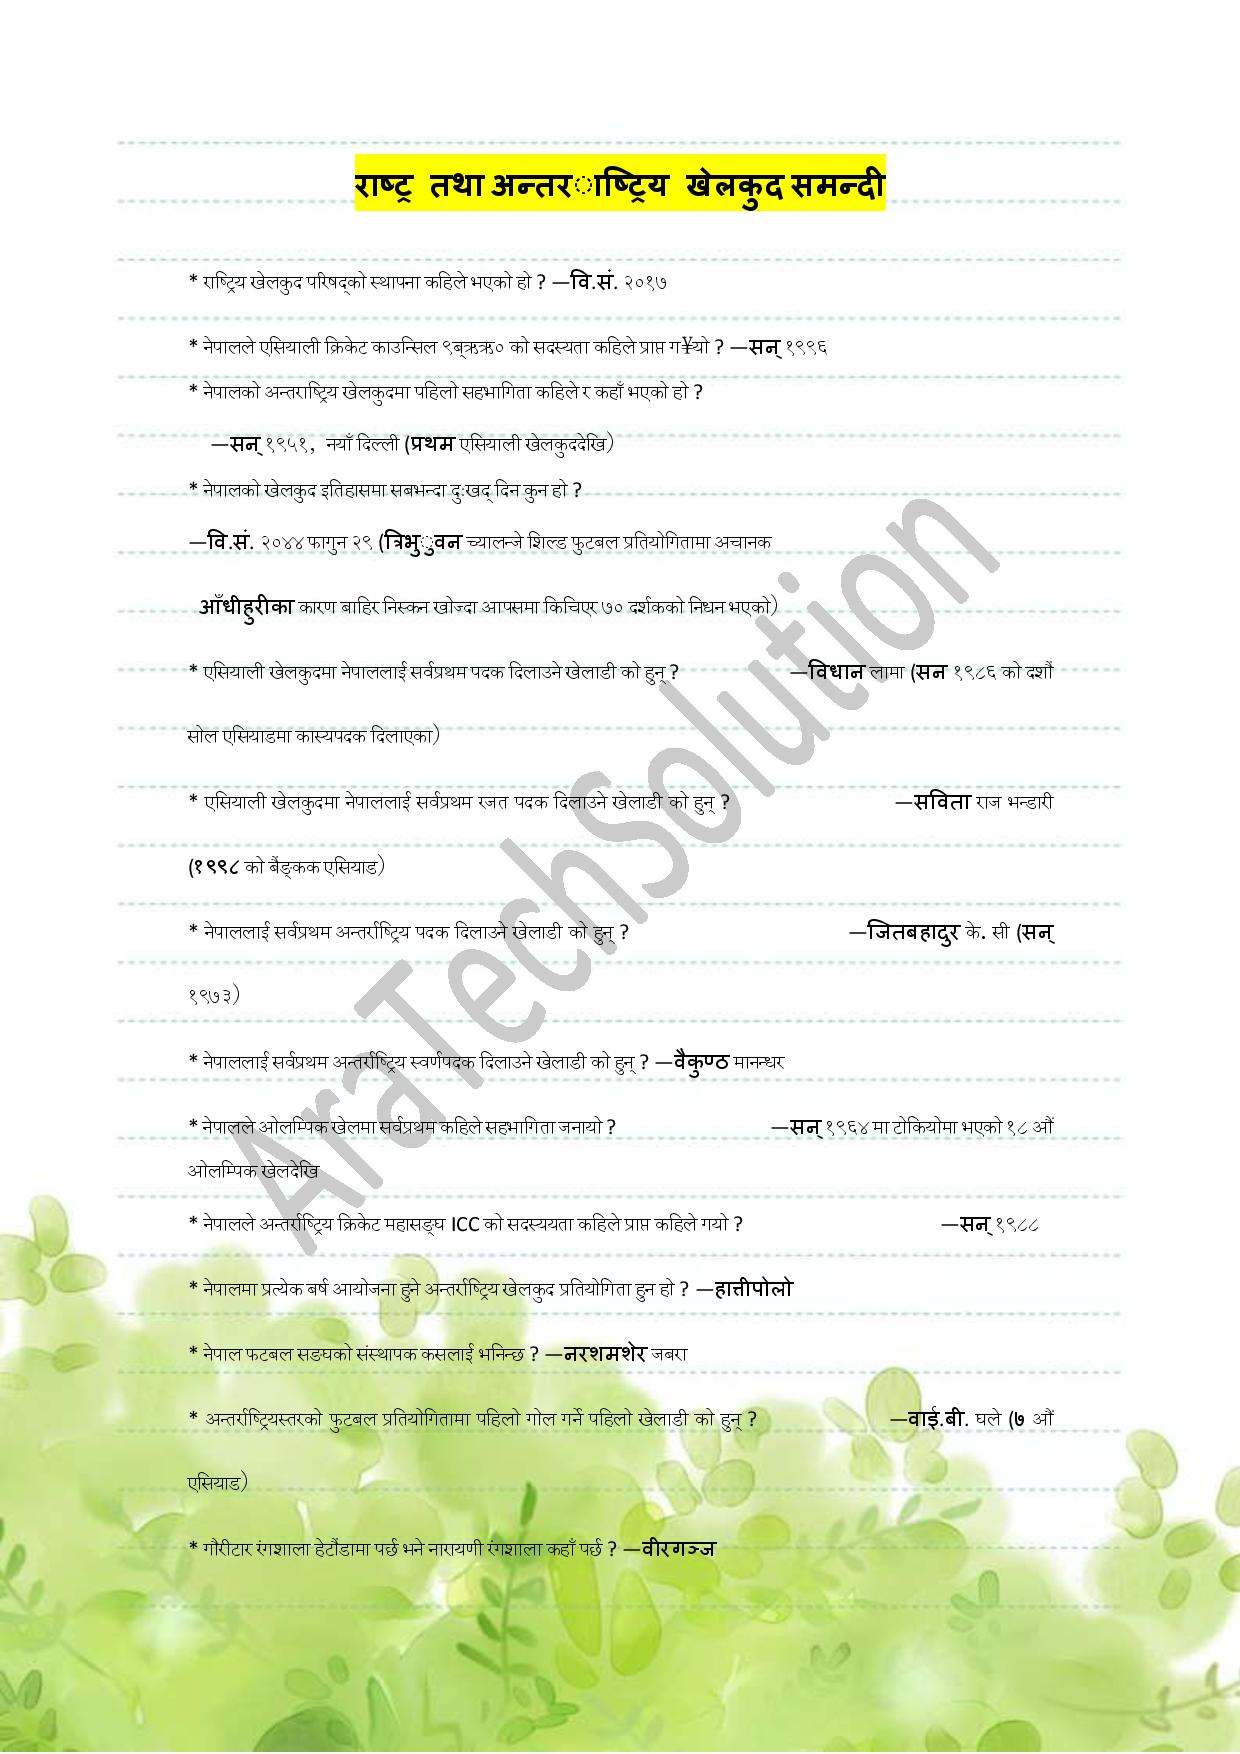 राष्ट्र तथा अन्तराष्ट्रिय खेलकुद समन्दी
* राष्ट्रिय खेलकुद परिषद्को स्थापना कहिले भएको हो ? —वि.सं. २०१७
* नेपालले एसियाली क्रिकेट काउन्सिल ९ब्ऋऋ० को सदस्यता कहिले प्राप्त ग¥यो ? —सन् १९९६
* नेपालको अन्तराष्ट्रिय खेलकुदमा पहिलो सहभागिता कहिले र कहाँ भएको हो ?
—सन् १९५१, नयाँ दिल्ली (प्रथम एसियाली खेलकुददेखि)
* नेपालको खेलकुद इतिहासमा सबभन्दा दुःखद् दिन कुन हो ?
—वि.सं. २०४४ फागुन २९ (त्रिभुुवन च्यालन्जे शिल्ड फुटबल प्रतियोगितामा अचानक
आँधीहुरीका कारण बाहिर निस्कन खोज्दा आपसमा किचिएर ७० दर्शकको निधन भएको)
* एसियाली खेलकुदमा नेपाललाई सर्वप्रथम पदक दिलाउने खेलाडी को हुन् ? —विधान लामा (सन १९८६ को दशौं
सोल एसियाडमा कास्यपदक दिलाएका)
* एसियाली खेलकुदमा नेपाललाई सर्वप्रथम रजत पदक दिलाउने खेलाडी को हुन् ? —सविता राज भन्डारी
(१९९८ को बैंङ्कक एसियाड)
* नेपाललाई सर्वप्रथम अन्तर्राष्ट्रिय पदक दिलाउने खेलाडी को हुन् ? —जितबहादुर के. सी (सन्
१९७३)
* नेपाललाई सर्वप्रथम अन्तर्राष्ट्रिय स्वर्णपदक दिलाउने खेलाडी को हुन् ? —वैकुण्ठ मानन्धर
* नेपालले ओलम्पिक खेलमा सर्वप्रथम कहिले सहभागिता जनायो ? —सन् १९६४ मा टोकियोमा भएको १८ औं
ओलम्पिक खेलदेखि
* नेपालले अन्तर्राष्ट्रिय क्रिकेट महासङ्घ ICC को सदस्ययता कहिले प्राप्त कहिले गयो ? —सन् १९८८
* नेपालमा प्रत्येक बर्ष आयोजना हुने अन्तर्राष्ट्रिय खेलकुद प्रतियोगिता हुन हो ? —हात्तीपोलो
* नेपाल फटबल सङघको संस्थापक कसलाई भनिन्छ ? —नरशमशेर जबरा
* अन्तर्राष्ट्रियस्तरको फुटबल प्रतियोगितामा पहिलो गोल गर्ने पहिलो खेलाडी को हुन् ? —वाई.बी. घले (७ औं
एसियाड)
* गौरीटार रंगशाला हेटौंडामा पर्छ भने नारायणी रंगशाला कहाँ पर्छ ? —वीरगञ्ज
AraTechSolution